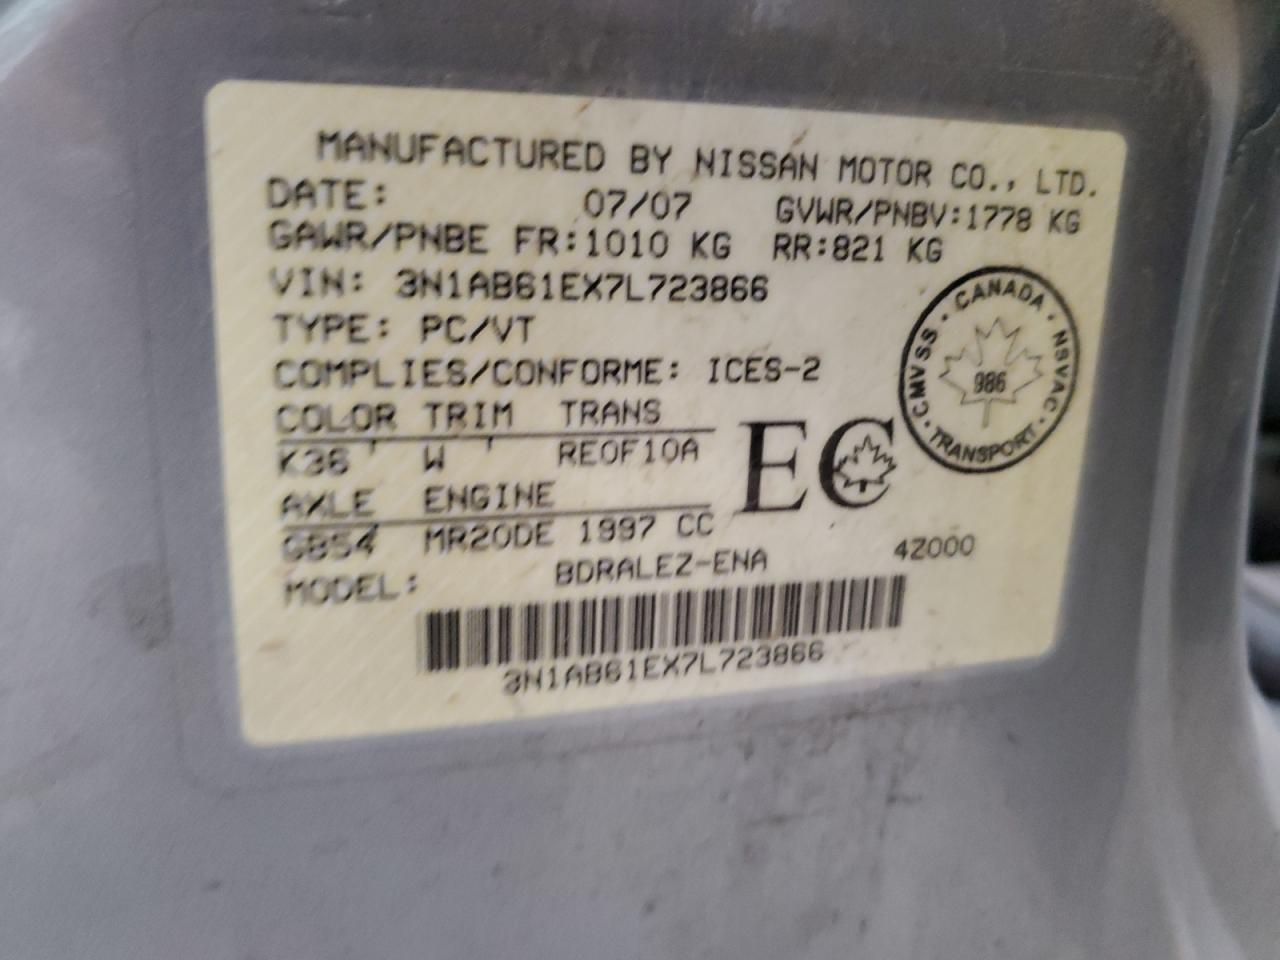 MANUFACTURED BY NISSAN MOTOR CO., LTD.
DATE: 07/07 GVWR/PNBV:1778 KG
GAWR/PNBE FR:1010 KG RR:821 KG
VIN: 3N1AB61EX7L723866
TYPE: PC/VT
COMPLIES/CONFORME: ICES-2
COLOR TRIM TRANS
K36 W RE0F10A
AXLE ENGINE
GB54 MR20DE 1997 CC
MODEL: BDRALEZ-ENA 4Z000
3N1AB61EX7L723866
EC
CANADA · NSVAC · TRANSPORT · CMVSS ·
986